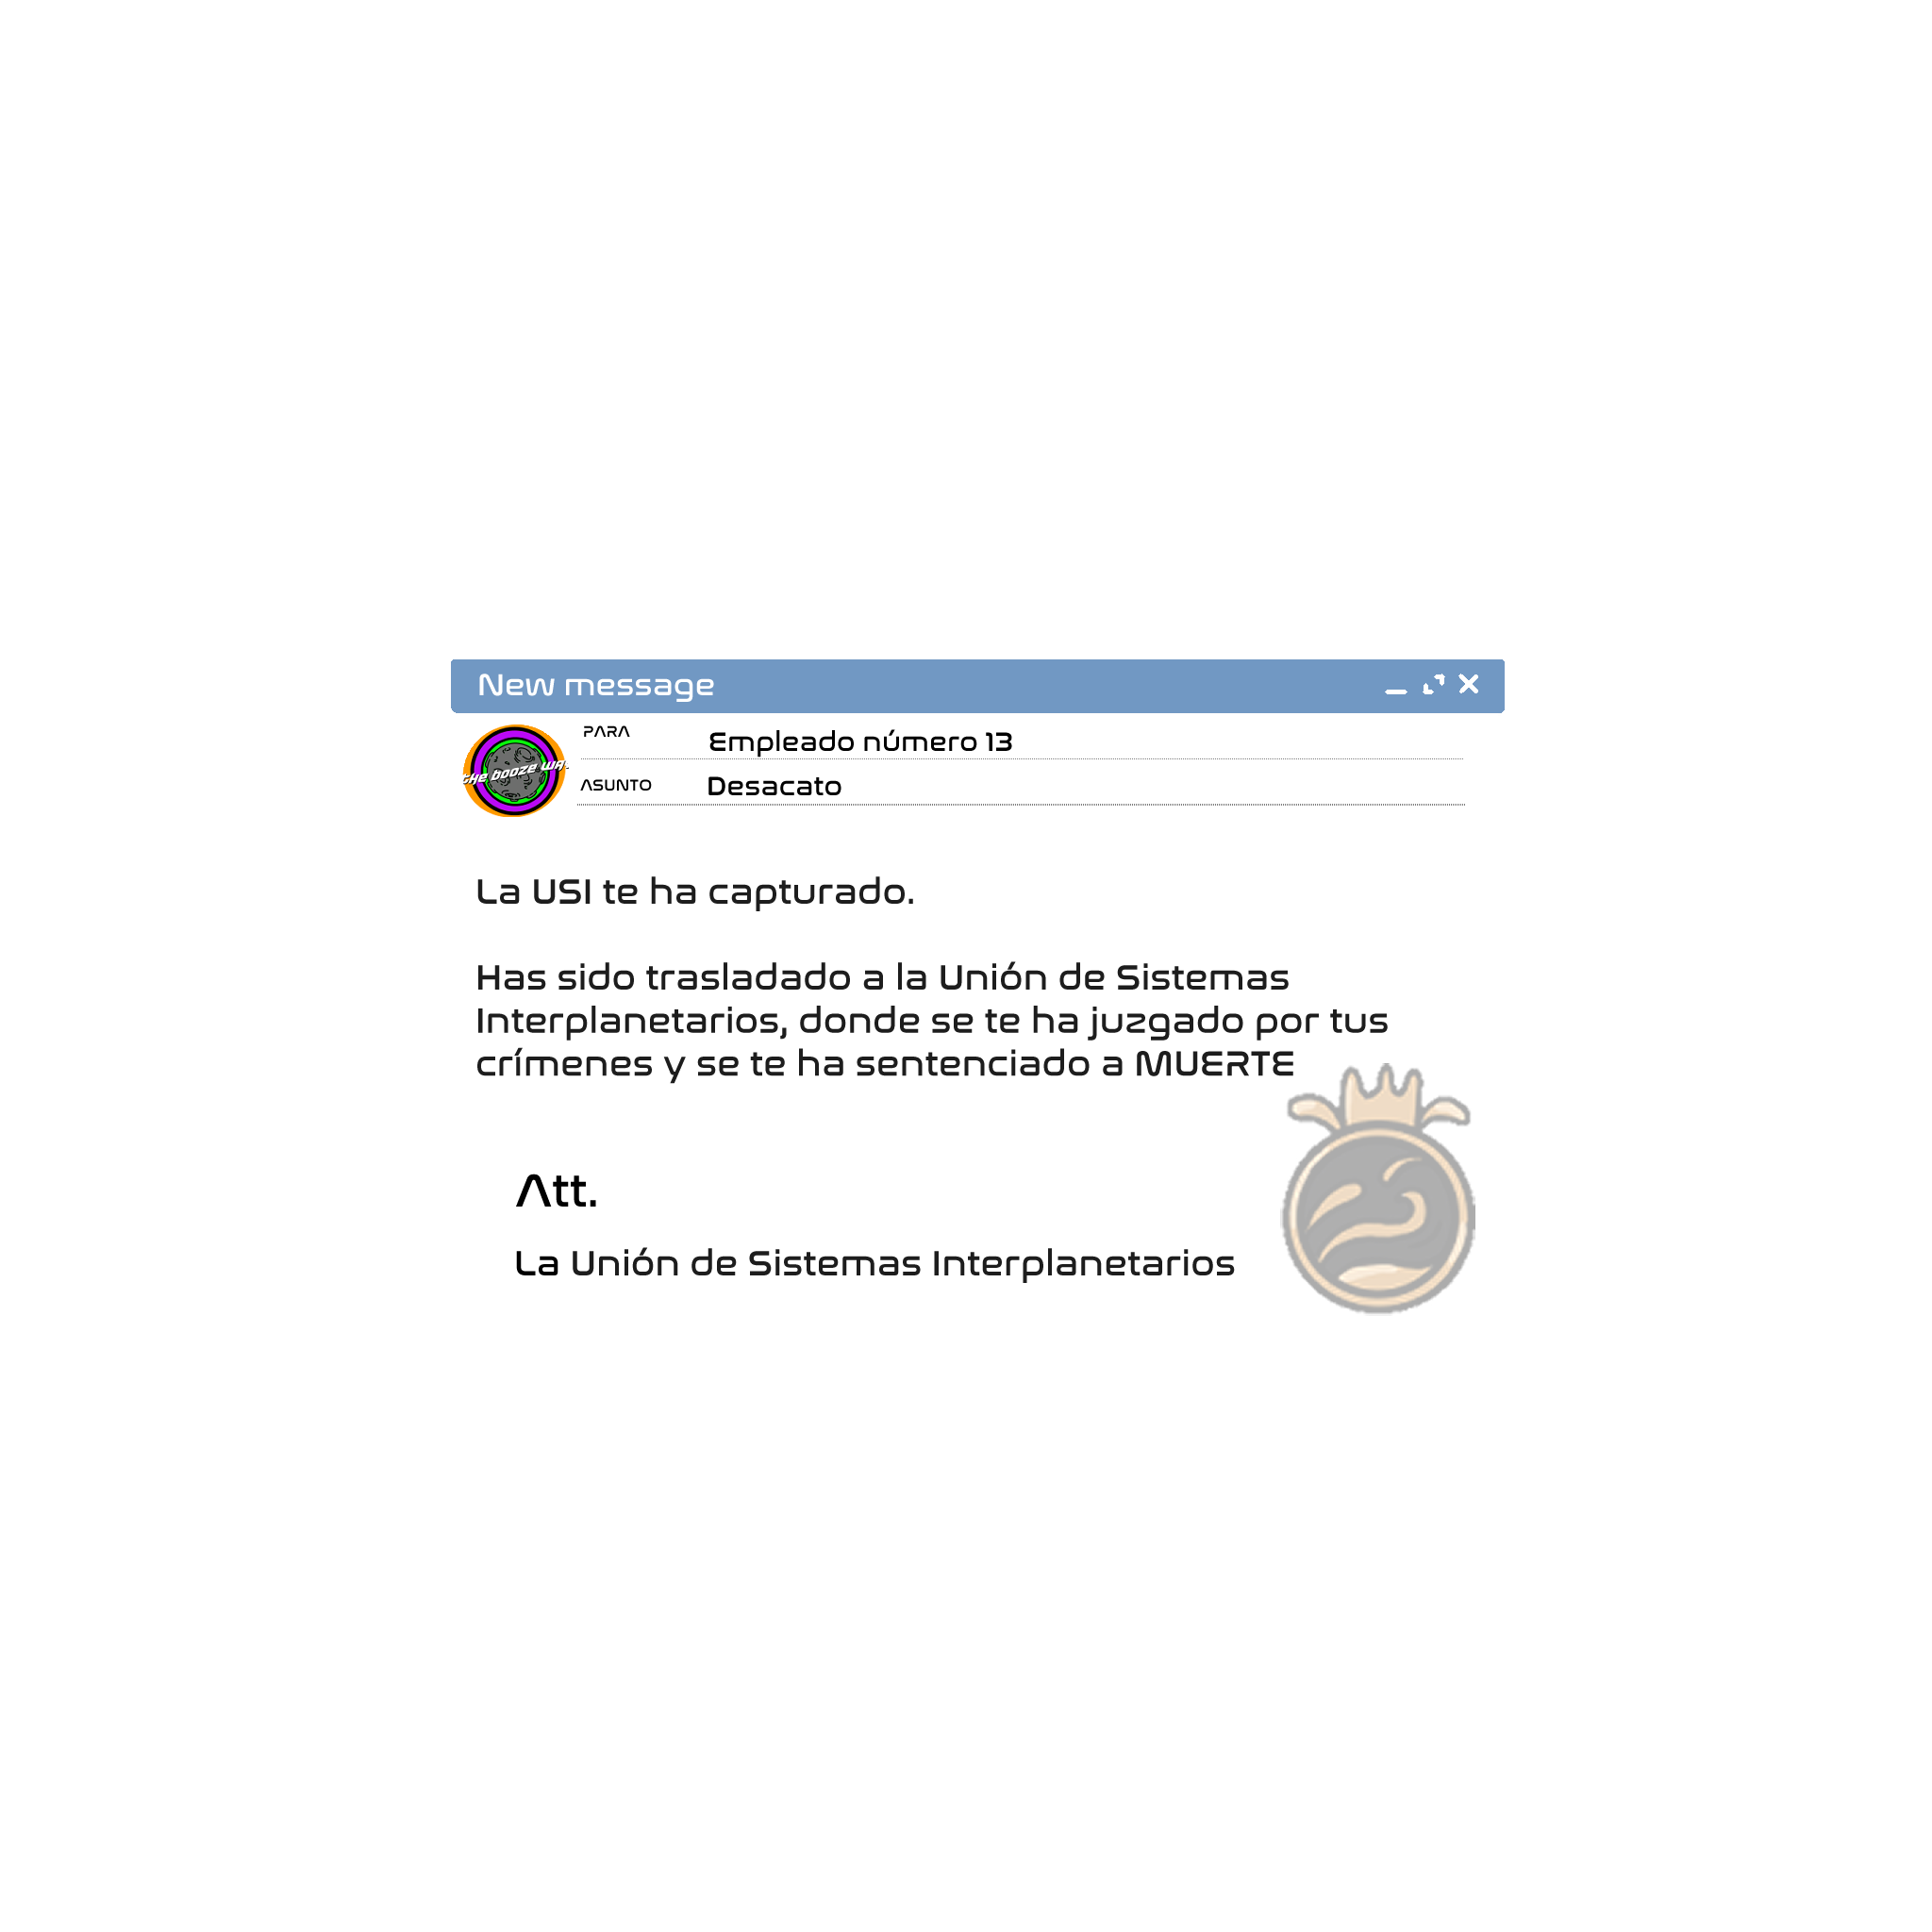 New message
PARA
Empleado número 13
the booze wa
ASUNTO
Desacato
La USI te ha capturado.
Has sido trasladado a la Unión de Sistemas
Interplanetarios, donde se te ha juzgado por tus
crímenes y se te ha sentenciado a MUERTE
Att.
La Unión de Sistemas Interplanetarios